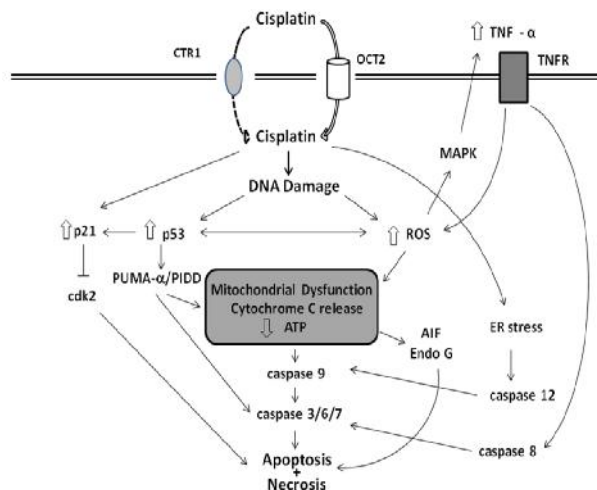 Cisplatin
TNF - α
CTR1
OCT2
TNFR
Cisplatin
MAPK
DNA Damage
p21
p53
ROS
PUMA-α/PIDD
cdk2
Mitochondrial Dysfunction
Cytochrome C release
ATP
AIF
Endo G
ER stress
caspase 9
caspase 12
caspase 3/6/7
caspase 8
Apoptosis
+
Necrosis